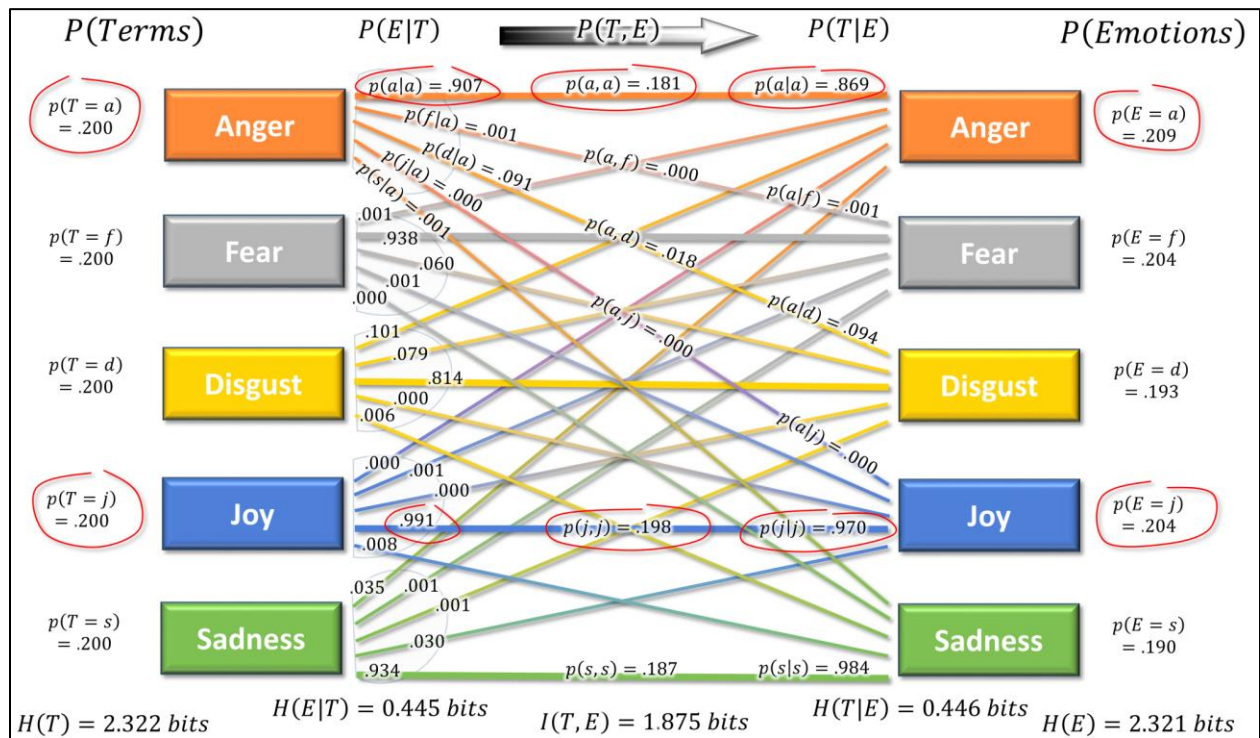 P(Terms)
P(E|T)
P(T,E)
P(T|E)
P(Emotions)
p(T = a)
= .200
Anger
p(a|a) = .907
p(a,a) = .181
p(a|a) = .869
Anger
p(E = a)
= .209
p(f|a) = .001
p(d|a) = .091
p(j|a) = .000
p(s|a) = .001
p(a,f) = .000
p(a|f) = .001
p(T = f)
= .200
Fear
.001
.938
.060
.001
.000
p(a,d) = .018
p(a|d) = .094
Fear
p(E = f)
= .204
p(a,j) = .000
p(T = d)
= .200
Disgust
.101
.079
.814
.000
.006
Disgust
p(E = d)
= .193
p(a|j) = .000
p(T = j)
= .200
Joy
.000
.001
.000
.991
.008
p(j,j) = .198
p(j|j) = .970
Joy
p(E = j)
= .204
p(T = s)
= .200
Sadness
.035
.001
.001
.030
.934
p(s,s) = .187
p(s|s) = .984
Sadness
p(E = s)
= .190
H(T) = 2.322 bits
H(E|T) = 0.445 bits
I(T,E) = 1.875 bits
H(T|E) = 0.446 bits
H(E) = 2.321 bits